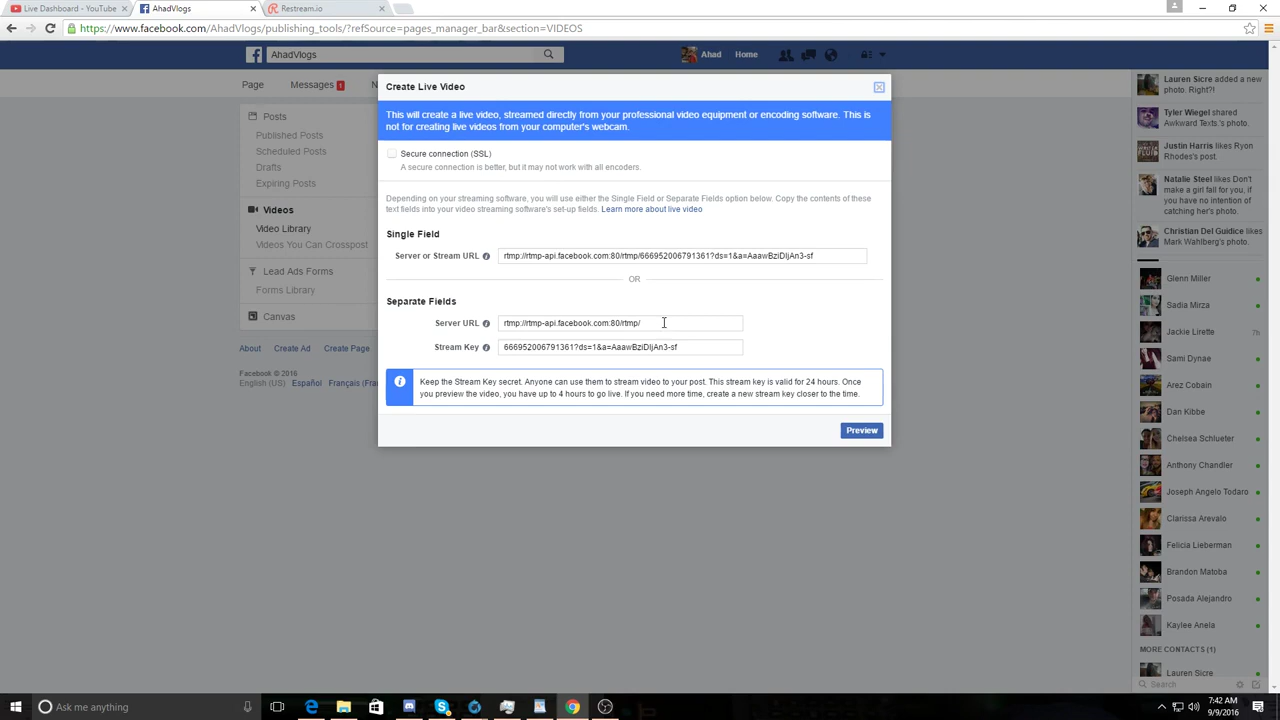 Live Dashboard - YouTube
AhadVlogs
Restream.io
https://www.facebook.com/AhadVlogs/publishing_tools/?refSource=pages_manager_bar&section=VIDEOS
AhadVlogs
Ahad
Home
Page
Messages 1
N
Posts
Published Posts
Scheduled Posts
Drafts
Expiring Posts
Videos
Video Library
Videos You Can Crosspost
Lead Ads Forms
Forms Library
Canvas
About
Create Ad
Create Page
Facebook © 2016
English (US)
Español
Français (Fran
Create Live Video
This will create a live video, streamed directly from your professional video equipment or encoding software. This is
not for creating live videos from your computer's webcam.
Secure connection (SSL)
A secure connection is better, but it may not work with all encoders.
Depending on your streaming software, you will use either the Single Field or Separate Fields option below. Copy the contents of these
text fields into your video streaming software's set-up fields. Learn more about live video
Single Field
Server or Stream URL
rtmp://rtmp-api.facebook.com:80/rtmp/666952006791361?ds=1&a=AaawBziDIjAn3-sf
OR
Separate Fields
Server URL
rtmp://rtmp-api.facebook.com:80/rtmp/
Stream Key
666952006791361?ds=1&a=AaawBziDIjAn3-sf
Keep the Stream Key secret. Anyone can use them to stream video to your post. This stream key is valid for 24 hours. Once
you preview the video, you have up to 4 hours to go live. If you need more time, create a new stream key closer to the time.
Preview
Lauren Sicre added a new
photo. Right?!
Tyler Wiegel shared
Awkward Texts.'s photo.
Justin Harris likes Ryon
Rhodes's post.
Natalie Steel likes Don't
make a girl fall for you, if
you have no intention of
catching her's photo.
Christian Del Guidice likes
Mark Wahlberg's photo.
Glenn Miller
Sadia Mirza
Jackie Lirette
7h
Sami Dynae
Arez Cobain
Dan Kibbe
Chelsea Schlueter
Anthony Chandler
Joseph Angelo Todaro
Clarissa Arevalo
Felicia Lieberman
Brandon Matoba
Posada Alejandro
Kaylee Anela
MORE CONTACTS (1)
Lauren Sicre
Search
Ask me anything
7:42 AM
9/9/2016